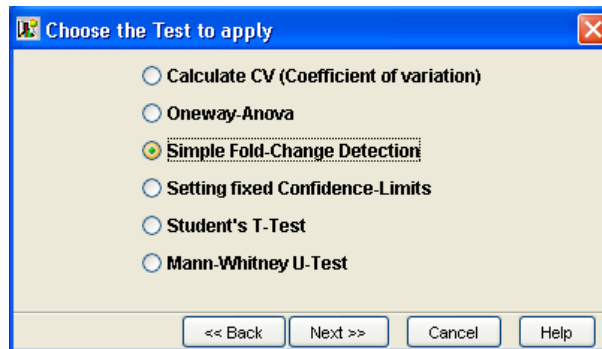 Choose the Test to apply
Calculate CV (Coefficient of variation)
Oneway-Anova
Simple Fold-Change Detection
Setting fixed Confidence-Limits
Student's T-Test
Mann-Whitney U-Test
<< Back Next >> Cancel Help